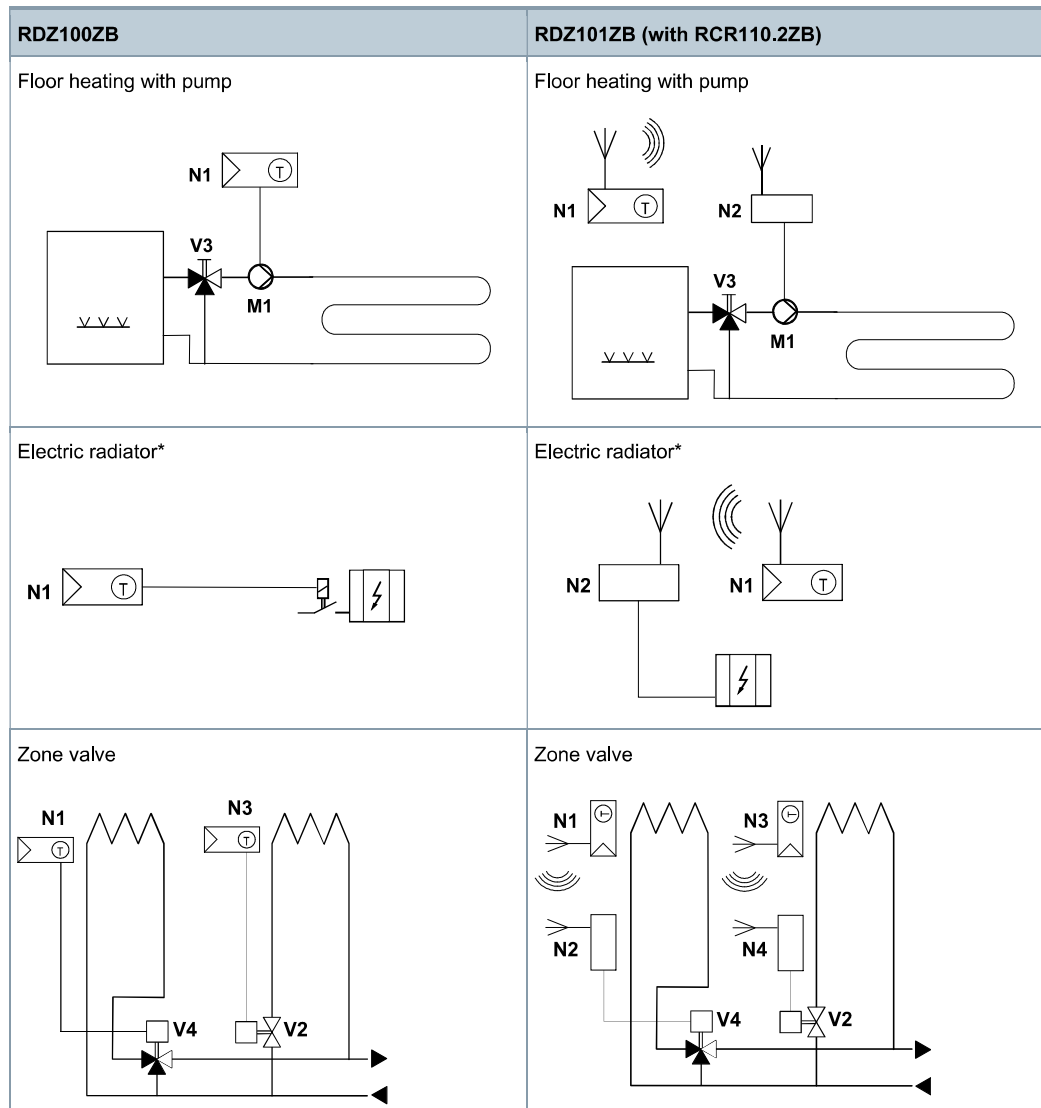 RDZ100ZB
RDZ101ZB (with RCR110.2ZB)
Floor heating with pump
N1
T
V3
M1
Floor heating with pump
N1
T
N2
V3
M1
Electric radiator*
N1
T
Electric radiator*
N2
N1
T
Zone valve
N1
T
N3
T
V4
V2
Zone valve
N1
T
N3
T
N2
N4
V4
V2